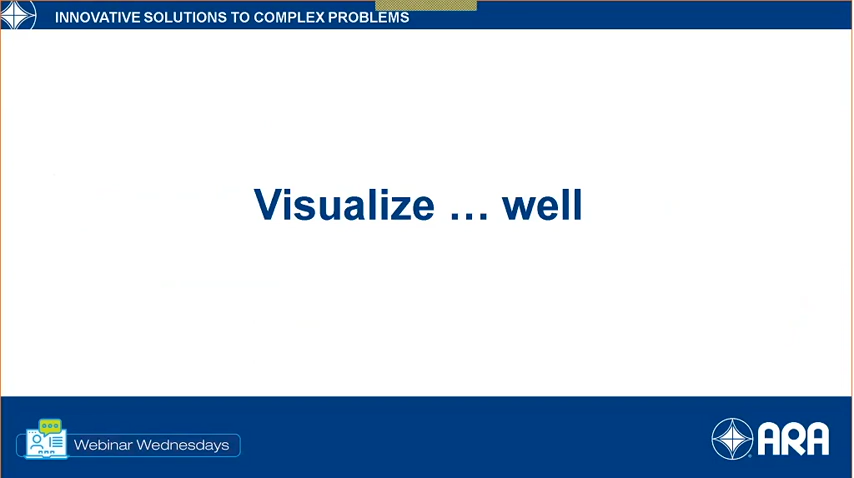 INNOVATIVE SOLUTIONS TO COMPLEX PROBLEMS
Visualize … well
Webinar Wednesdays
ARA